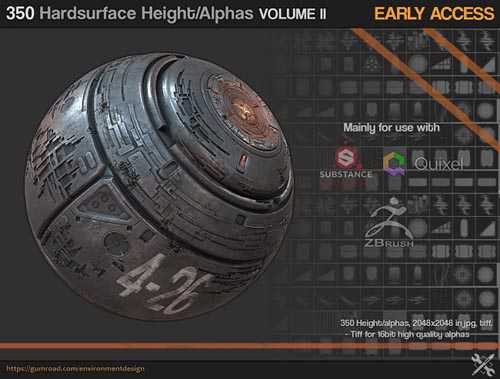 350 Hardsurface Height/Alphas VOLUME II
EARLY ACCESS
Mainly for use with
SUBSTANCE
Quixel
ZBRUSH
4-26
350 Height/alphas, 2048x2048 in jpg, tiff.
- Tiff for 16bit high quality alphas
https://gumroad.com/environmentdesign